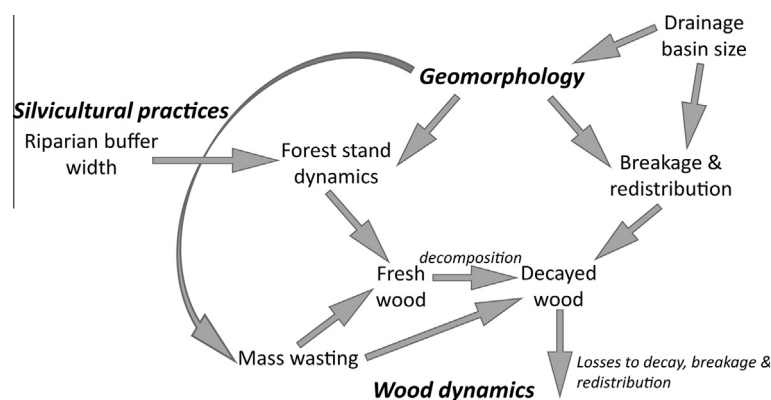 Drainage
basin size
Geomorphology
Silvicultural practices
Riparian buffer
width
Forest stand
dynamics
Breakage &
redistribution
decomposition
Fresh
wood
Decayed
wood
Mass wasting
Losses to decay, breakage &
redistribution
Wood dynamics